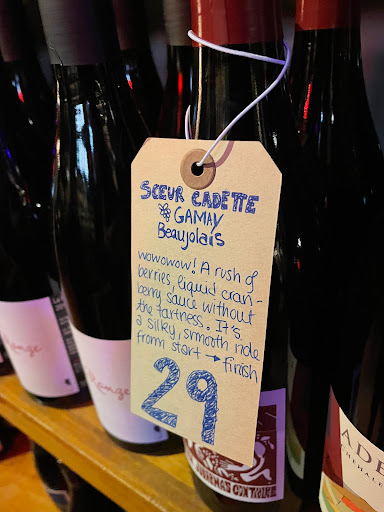 SŒUR CADETTE
GAMAY
Beaujolais
wowowow! A rush of
berries, liquid cran-
berry sauce without
the tartness. It's
a silky, smooth ride
from start → finish
29